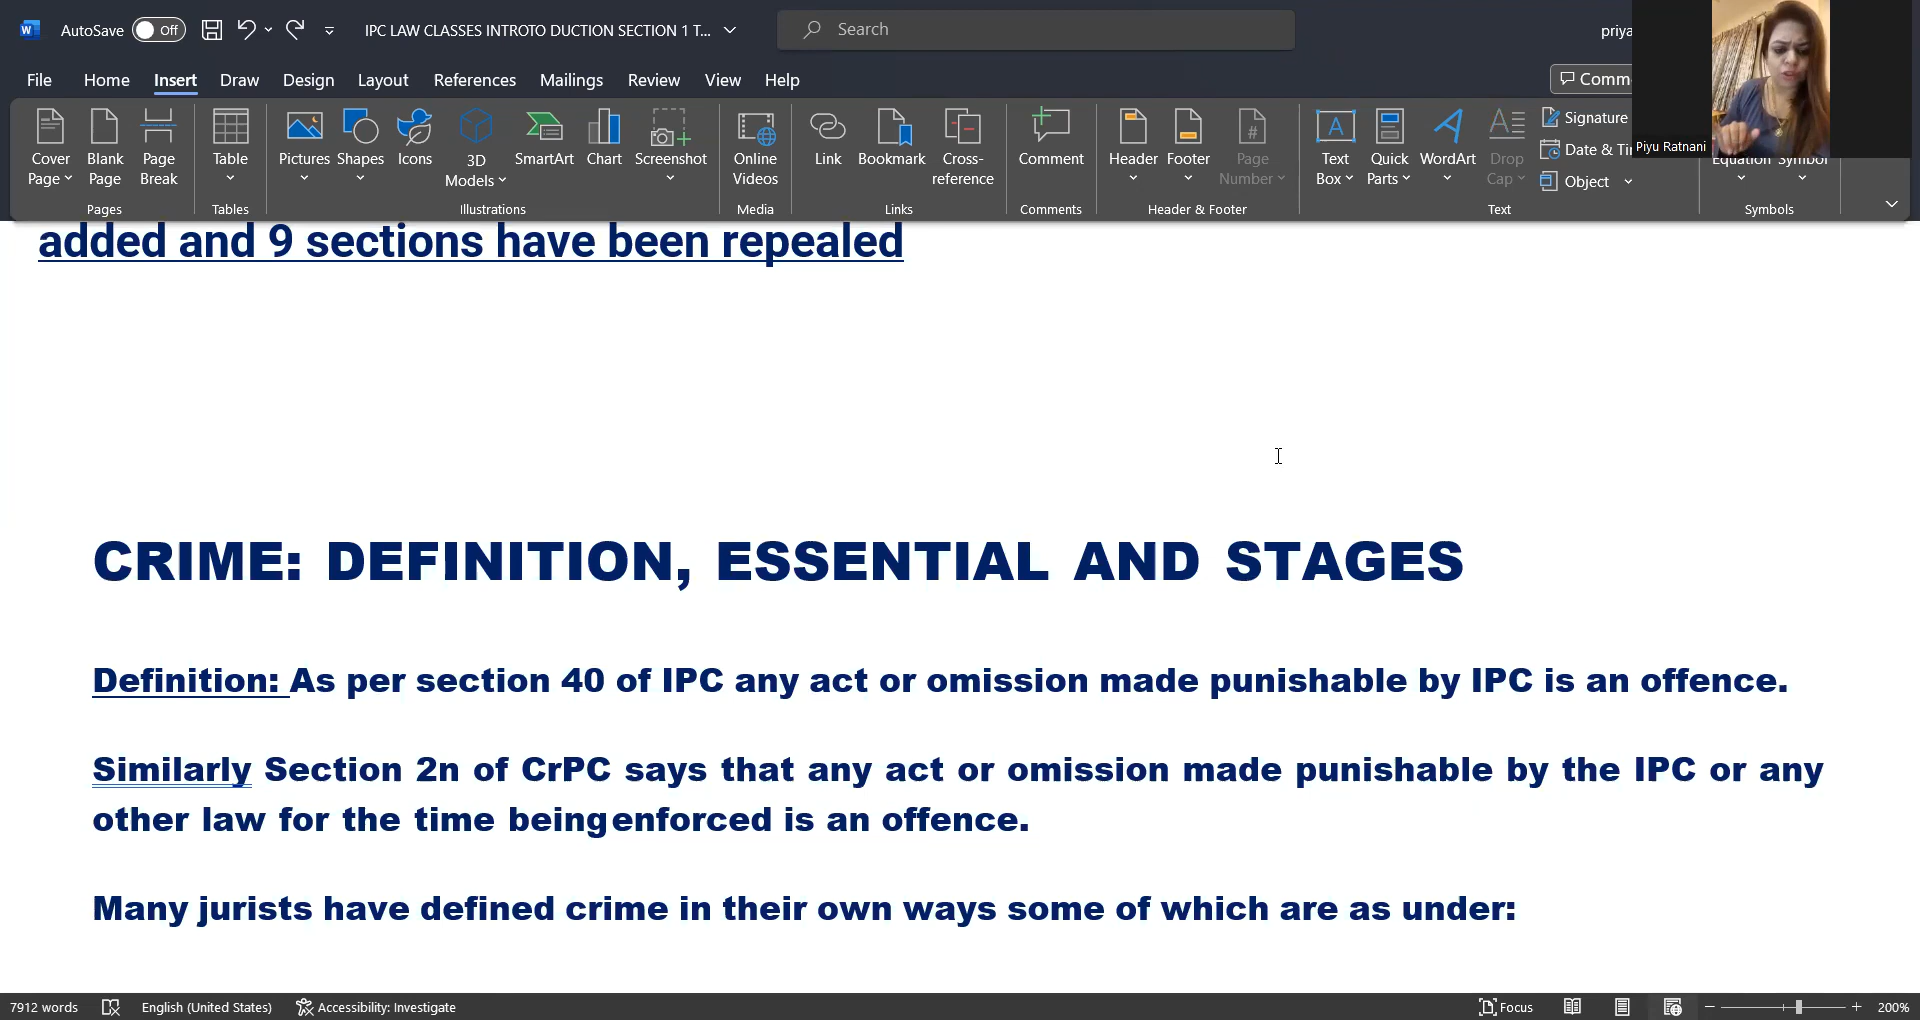 AutoSave Off IPC LAW CLASSES INTROTO DUCTION SECTION 1 T... Search priya
File Home Insert Draw Design Layout References Mailings Review View Help Comm
Cover Page Blank Page Page Break Table Pictures Shapes Icons 3D Models SmartArt Chart Screenshot Online Videos Link Bookmark Cross-reference Comment Header Footer Page Number Text Box Quick Parts WordArt Drop Cap
Signature
Date & Ti
Object
Equation Symbol
Piyu Ratnani
Pages Tables Illustrations Media Links Comments Header & Footer Text Symbols
added and 9 sections have been repealed
CRIME: DEFINITION, ESSENTIAL AND STAGES
Definition: As per section 40 of IPC any act or omission made punishable by IPC is an offence.
Similarly Section 2n of CrPC says that any act or omission made punishable by the IPC or any
other law for the time being enforced is an offence.
Many jurists have defined crime in their own ways some of which are as under:
7912 words English (United States) Accessibility: Investigate Focus 200%